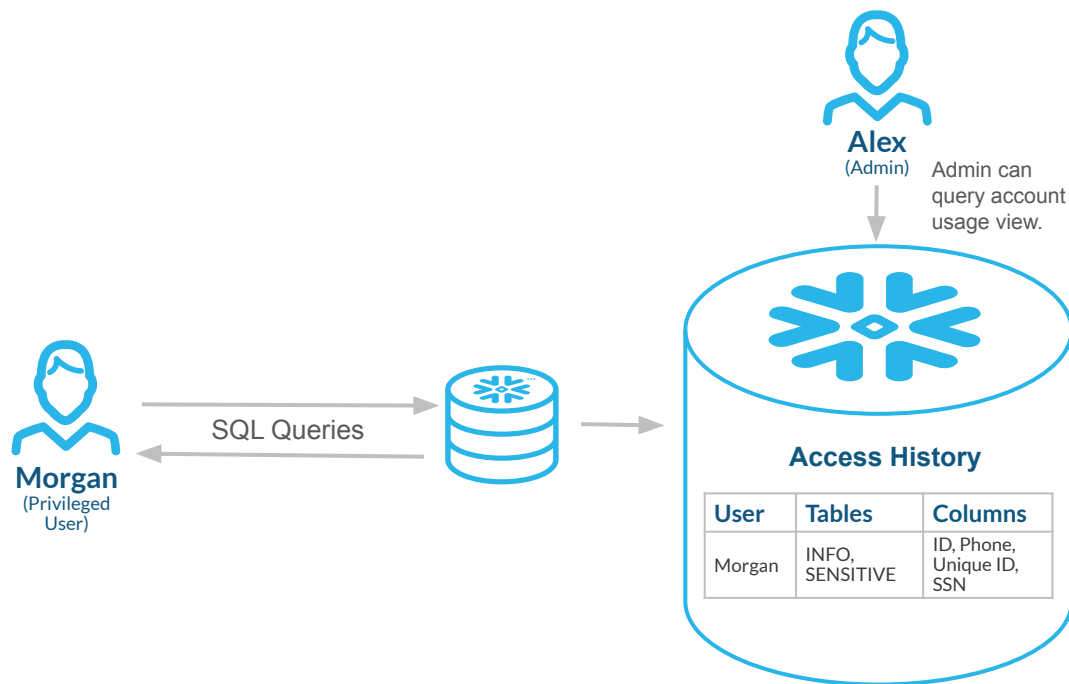 Alex
(Admin)
Admin can
query account
usage view.
SQL Queries
™
Morgan
(Privileged
User)
Access History
User Tables Columns
Morgan
INFO,
SENSITIVE
ID, Phone,
Unique ID,
SSN